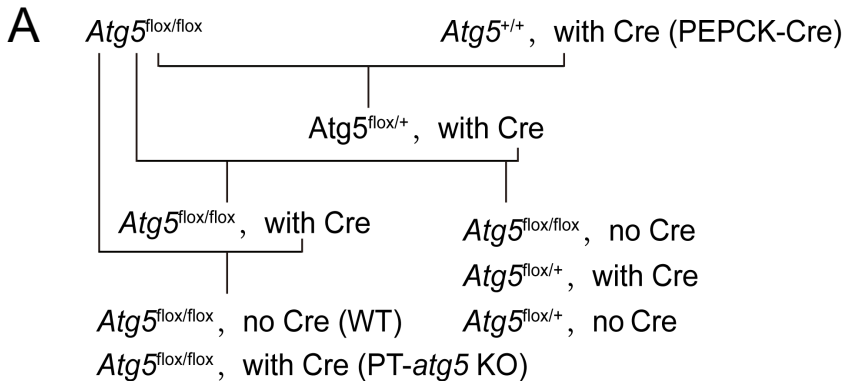 A
Atg5flox/flox
Atg5+/+, with Cre (PEPCK-Cre)
Atg5flox/+, with Cre
Atg5flox/flox, with Cre
Atg5flox/flox, no Cre
Atg5flox/+, with Cre
Atg5flox/+, no Cre
Atg5flox/flox, no Cre (WT)
Atg5flox/flox, with Cre (PT-atg5 KO)